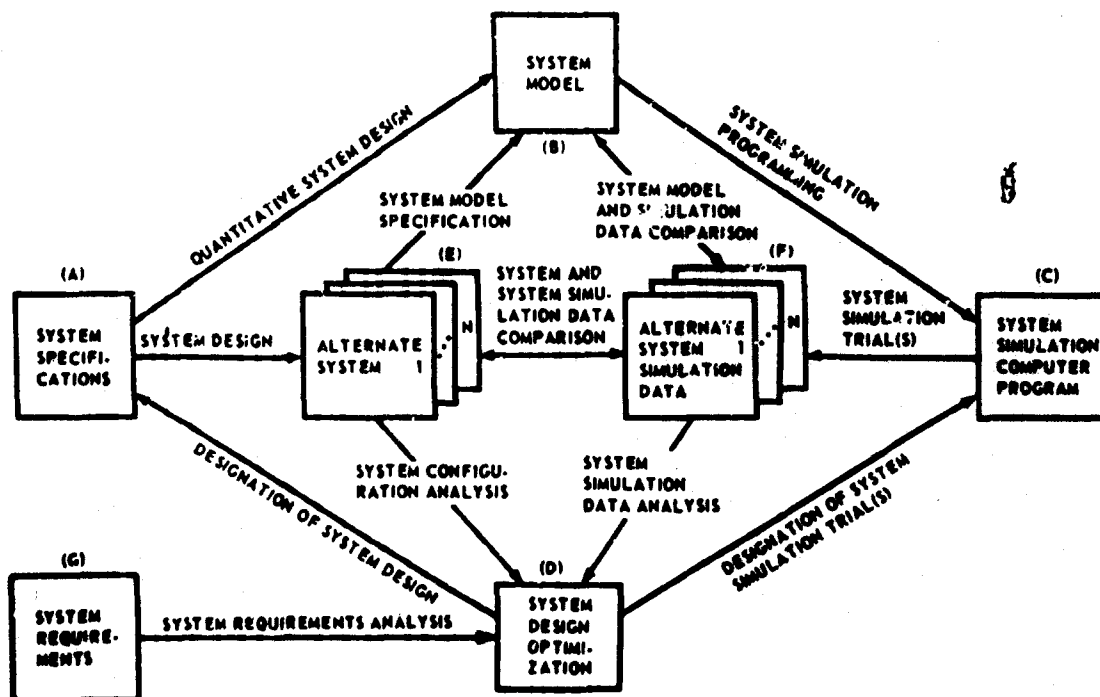 SYSTEM
MODEL
(B)
QUANTITATIVE SYSTEM DESIGN
SYSTEM SIMULATION
PROGRAMING
SYSTEM MODEL
SPECIFICATION
SYSTEM MODEL
AND SIMULATION
DATA COMPARISON
(A)
SYSTEM
SPECIFI-
CATIONS
SYSTEM DESIGN
(E)
N
ALTERNATE
SYSTEM 1
SYSTEM AND
SYSTEM SIMU-
LATION DATA
COMPARISON
(F)
N
ALTERNATE
SYSTEM 1
SIMULATION
DATA
SYSTEM
SIMULATION
TRIAL(S)
(C)
SYSTEM
SIMULATION
COMPUTER
PROGRAM
DESIGNATION OF SYSTEM DESIGN
SYSTEM CONFIGU-
RATION ANALYSIS
SYSTEM
SIMULATION
DATA ANALYSIS
DESIGNATION OF SYSTEM
SIMULATION TRIAL(S)
(G)
SYSTEM
REQUIRE-
MENTS
SYSTEM REQUIREMENTS ANALYSIS
(D)
SYSTEM
DESIGN
OPTIMI-
ZATION